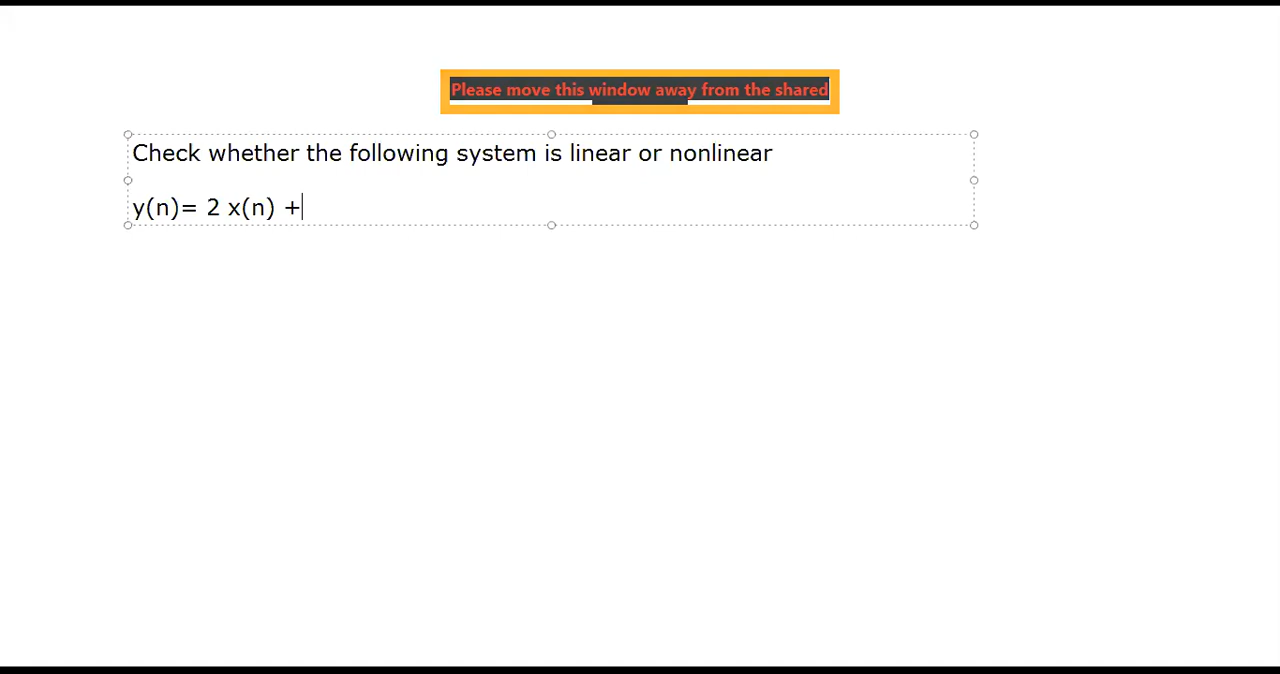 Please move this window away from the shared
Check whether the following system is linear or nonlinear
y(n)= 2 x(n) +